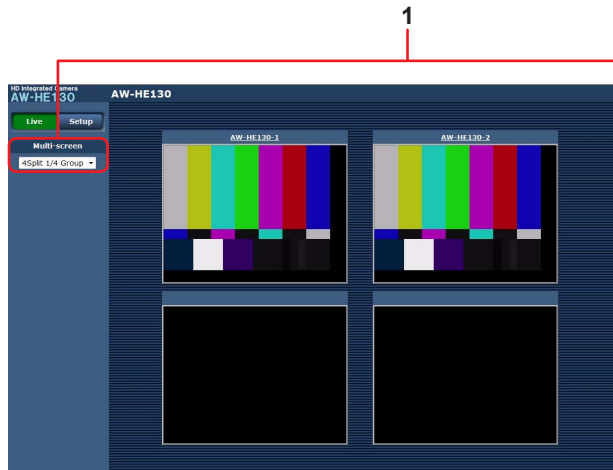 1
HD Integrated Camera
AW-HE130
AW-HE130
Live
Setup
Multi-screen
4Split 1/4 Group
AW-HE130-1
AW-HE130-2